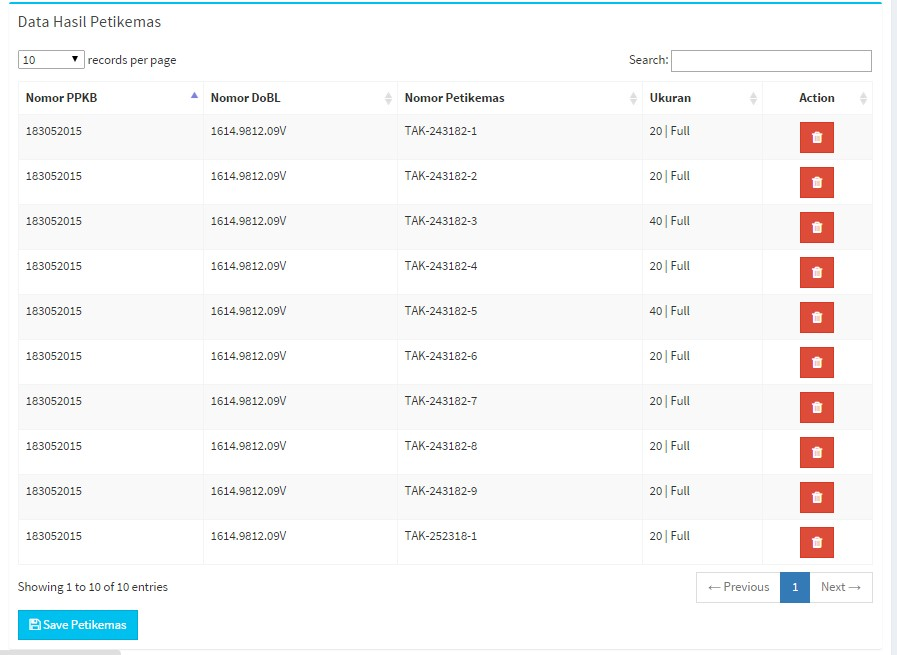 Data Hasil Petikemas
10 records per page Search:
Nomor PPKB Nomor DoBL Nomor Petikemas Ukuran Action
183052015 1614.9812.09V TAK-243182-1 20 | Full
183052015 1614.9812.09V TAK-243182-2 20 | Full
183052015 1614.9812.09V TAK-243182-3 40 | Full
183052015 1614.9812.09V TAK-243182-4 20 | Full
183052015 1614.9812.09V TAK-243182-5 40 | Full
183052015 1614.9812.09V TAK-243182-6 20 | Full
183052015 1614.9812.09V TAK-243182-7 20 | Full
183052015 1614.9812.09V TAK-243182-8 20 | Full
183052015 1614.9812.09V TAK-243182-9 20 | Full
183052015 1614.9812.09V TAK-252318-1 20 | Full
Showing 1 to 10 of 10 entries ← Previous 1 Next →
Save Petikemas